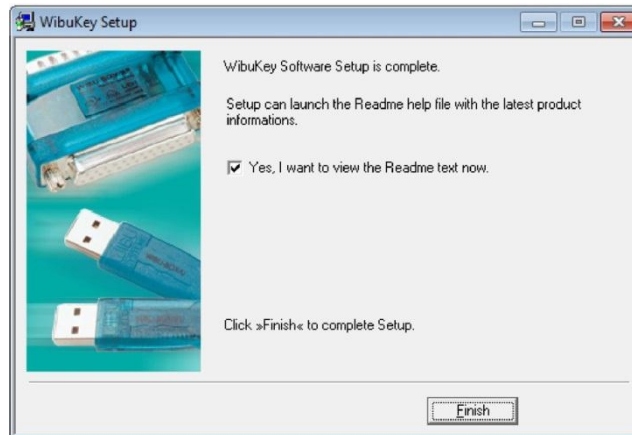 WibuKey Setup
WibuKey Software Setup is complete.
Setup can launch the Readme help file with the latest product
informations.
Yes, I want to view the Readme text now.
Click »Finish« to complete Setup.
Finish